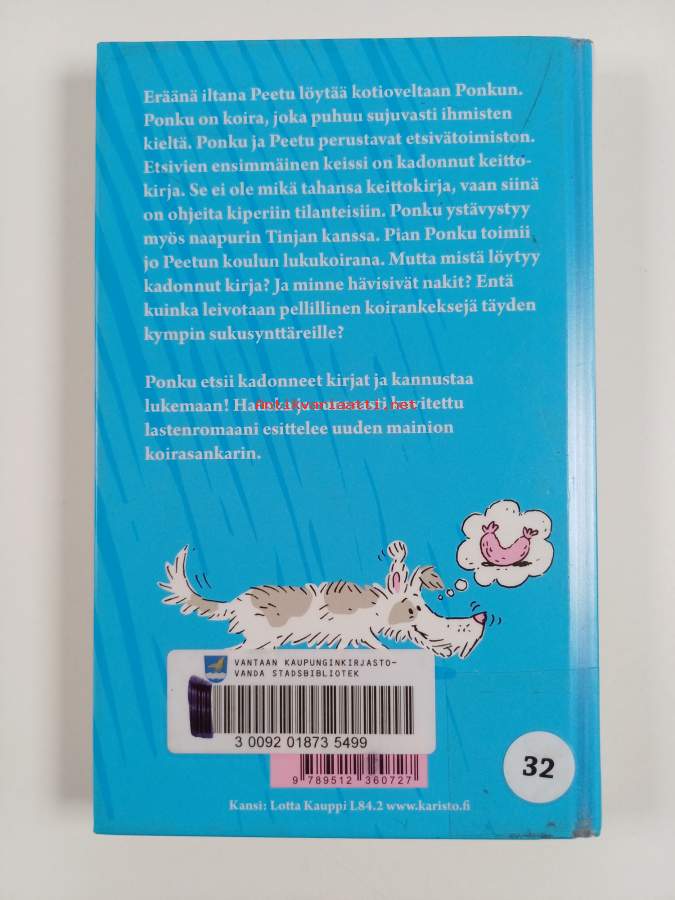 Eräänä iltana Peetu löytää kotioveltaan Ponkun.
Ponku on koira, joka puhuu sujuvasti ihmisten
kieltä. Ponku ja Peetu perustavat etsivätoimiston.
Etsivien ensimmäinen keissi on kadonnut keitto-
kirja. Se ei ole mikä tahansa keittokirja, vaan siinä
on ohjeita kiperiin tilanteisiin. Ponku ystävystyy
myös naapurin Tinjan kanssa. Pian Ponku toimii
jo Peetun koulun lukukoirana. Mutta mistä löytyy
kadonnut kirja? Ja minne hävisivät nakit? Entä
kuinka leivotaan pellillinen koirankeksejä täyden
kympin sukusynttäreille?
Ponku etsii kadonneet kirjat ja kannustaa
lukemaan!
antikvariaatti.net
lastenromaani esittelee uuden mainion
koirasankarin.
VANTAAN KAUPUNGINKIRJASTO-
VANDA STADSBIBLIOTEK
3 0092 01873 5499
9 789512 360727
32
Kansi: Lotta Kauppi L84.2 www.karisto.fi